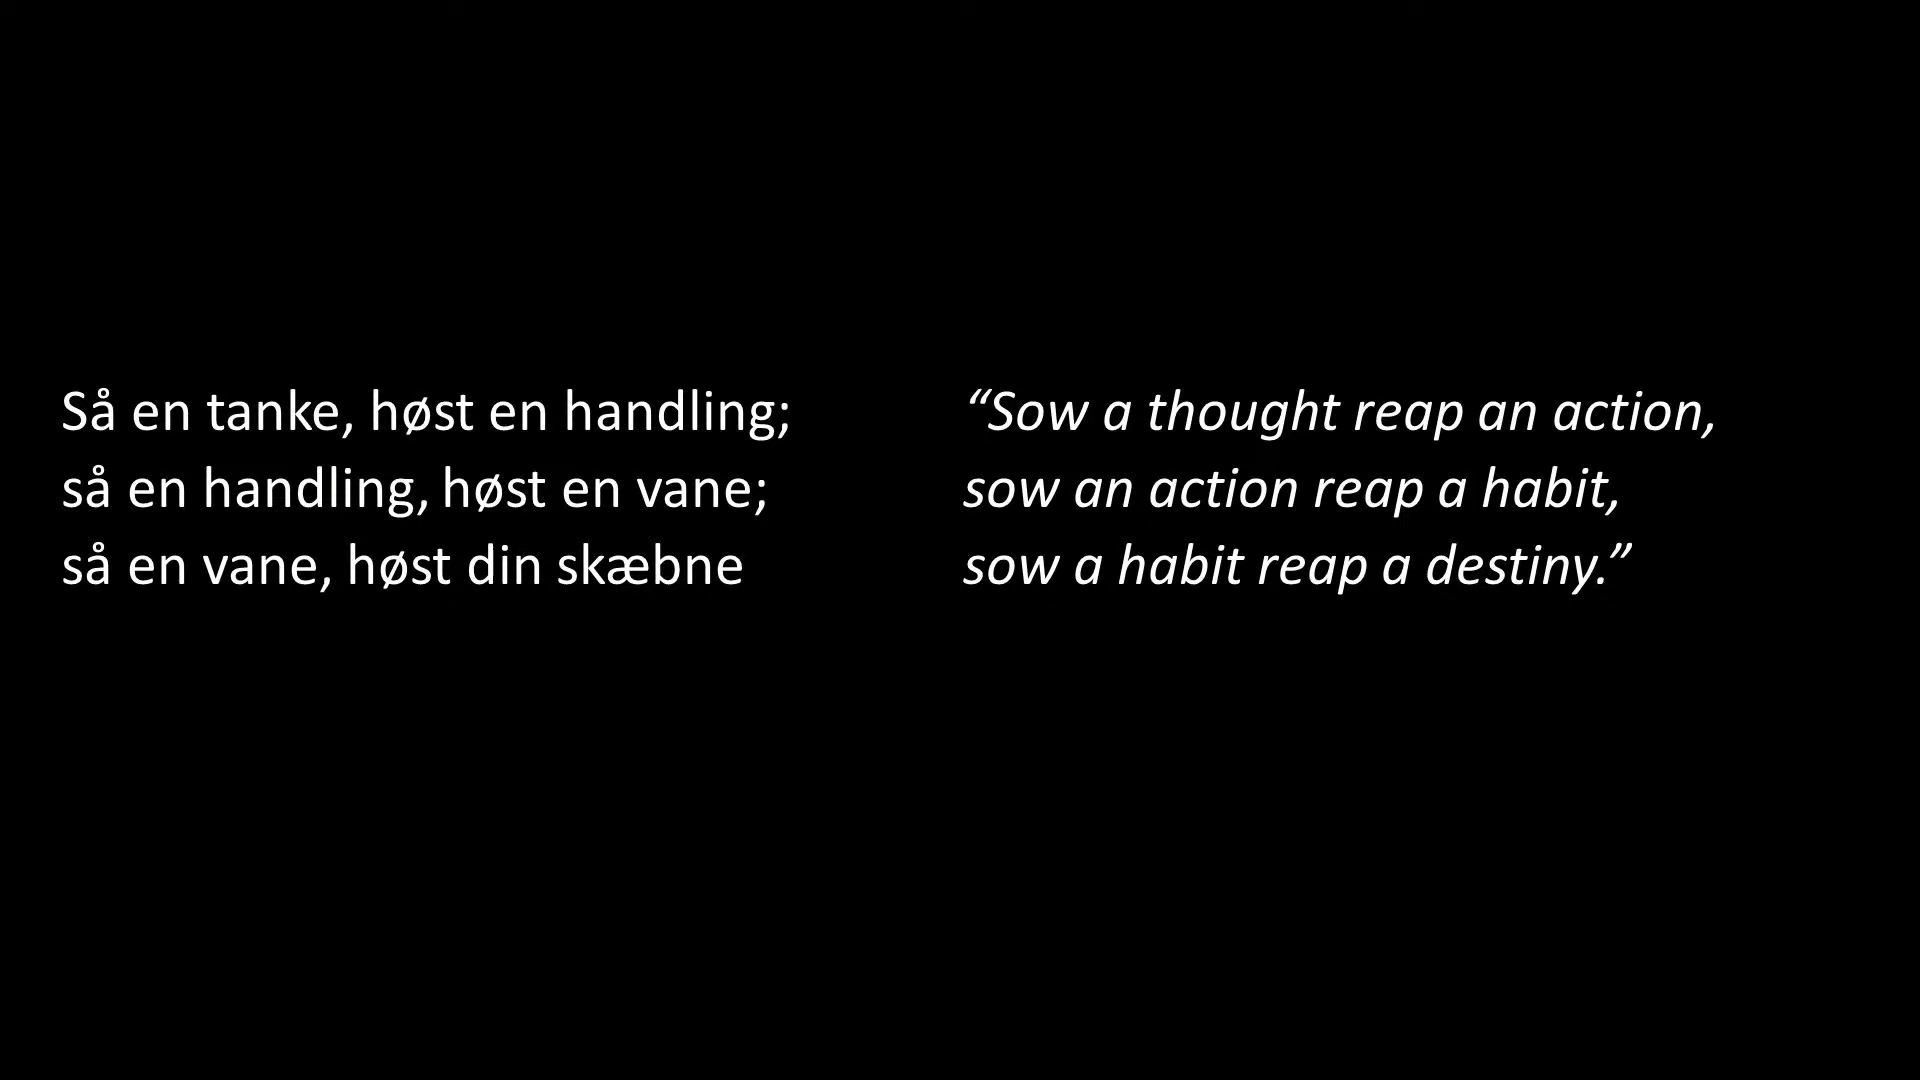 Så en tanke, høst en handling;
så en handling, høst en vane;
så en vane, høst din skæbne
“Sow a thought reap an action,
sow an action reap a habit,
sow a habit reap a destiny.”